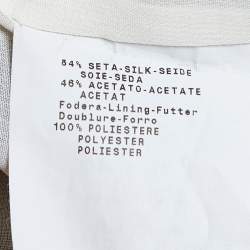 54% SETA-SILK-SEIDE
SOIE-SEDA
46% ACETATO-ACETATE
ACETAT
Fodera-Lining-Futter
Doublure-Forro
100% POLIESTERE
POLYESTER
POLIESTER